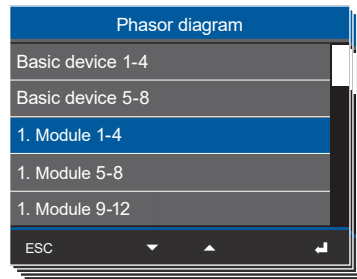 Phasor diagram
Basic device 1-4
Basic device 5-8
1. Module 1-4
1. Module 5-8
1. Module 9-12
ESC